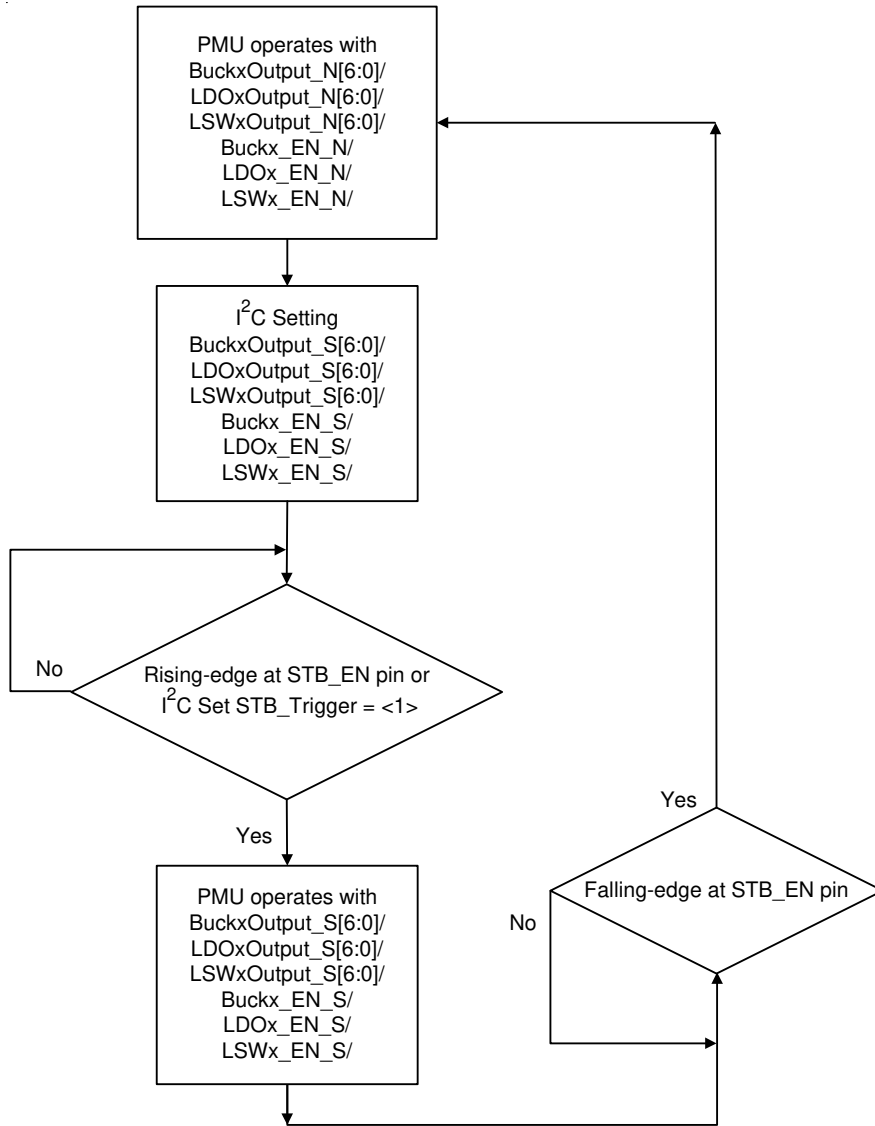 PMU operates with
BuckxOutput_N[6:0]/
LDOxOutput_N[6:0]/
LSWxOutput_N[6:0]/
Buckx_EN_N/
LDOx_EN_N/
LSWx_EN_N/
I²C Setting
BuckxOutput_S[6:0]/
LDOxOutput_S[6:0]/
LSWxOutput_S[6:0]/
Buckx_EN_S/
LDOx_EN_S/
LSWx_EN_S/
No
Rising-edge at STB_EN pin or
I²C Set STB_Trigger = <1>
Yes
PMU operates with
BuckxOutput_S[6:0]/
LDOxOutput_S[6:0]/
LSWxOutput_S[6:0]/
Buckx_EN_S/
LDOx_EN_S/
LSWx_EN_S/
Yes
Falling-edge at STB_EN pin
No